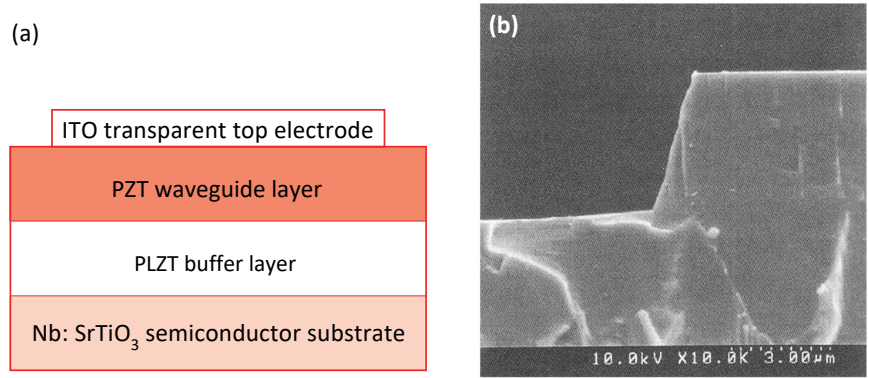 (a)
ITO transparent top electrode
PZT waveguide layer
PLZT buffer layer
Nb: SrTiO₃ semiconductor substrate
(b)
10.0kV X10.0K 3.00μm